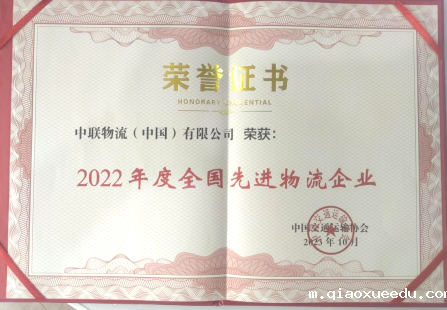 荣誉证书
HONORARY CREDENTIAL
中联物流（中国）有限公司 荣获：
2022年度全国先进物流企业
中国交通运输协会
2023年10月
m.qiaoxueedu.cn